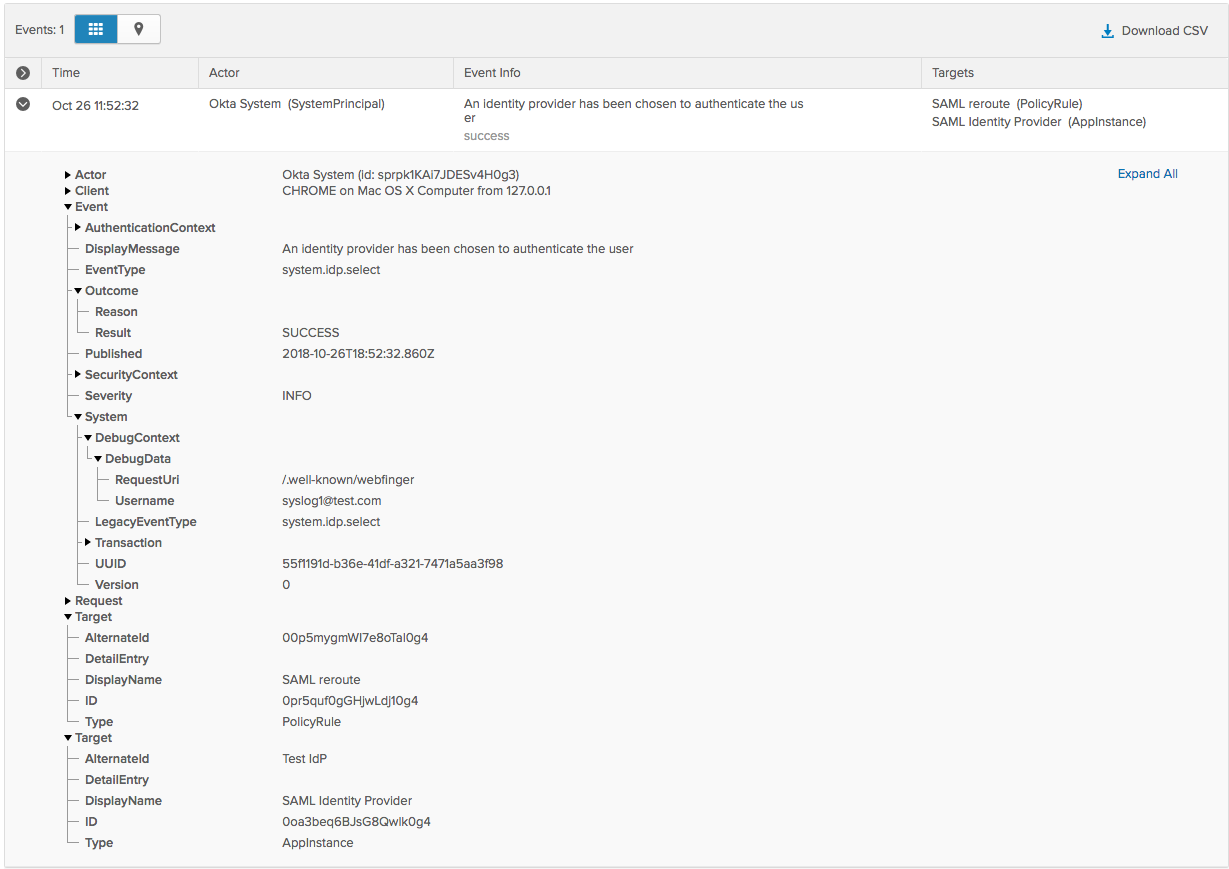 Events: 1
Download CSV
Time Actor Event Info Targets
Oct 26 11:52:32 Okta System (SystemPrincipal) An identity provider has been chosen to authenticate the us SAML reroute (PolicyRule)
er SAML Identity Provider (AppInstance)
success
Actor Okta System (id: sprpk1KAi7JDESv4H0g3) Expand All
Client CHROME on Mac OS X Computer from 127.0.0.1
Event
AuthenticationContext
DisplayMessage An identity provider has been chosen to authenticate the user
EventType system.idp.select
Outcome
Reason
Result SUCCESS
Published 2018-10-26T18:52:32.860Z
SecurityContext
Severity INFO
System
DebugContext
DebugData
RequestUri /.well-known/webfinger
Username syslog1@test.com
LegacyEventType system.idp.select
Transaction
UUID 55f1191d-b36e-41df-a321-7471a5aa3f98
Version 0
Request
Target
AlternateId 00p5mygmWI7e8oTal0g4
DetailEntry
DisplayName SAML reroute
ID 0pr5quf0gGHjwLdj10g4
Type PolicyRule
Target
AlternateId Test IdP
DetailEntry
DisplayName SAML Identity Provider
ID 0oa3beq6BJsG8Qwlk0g4
Type AppInstance